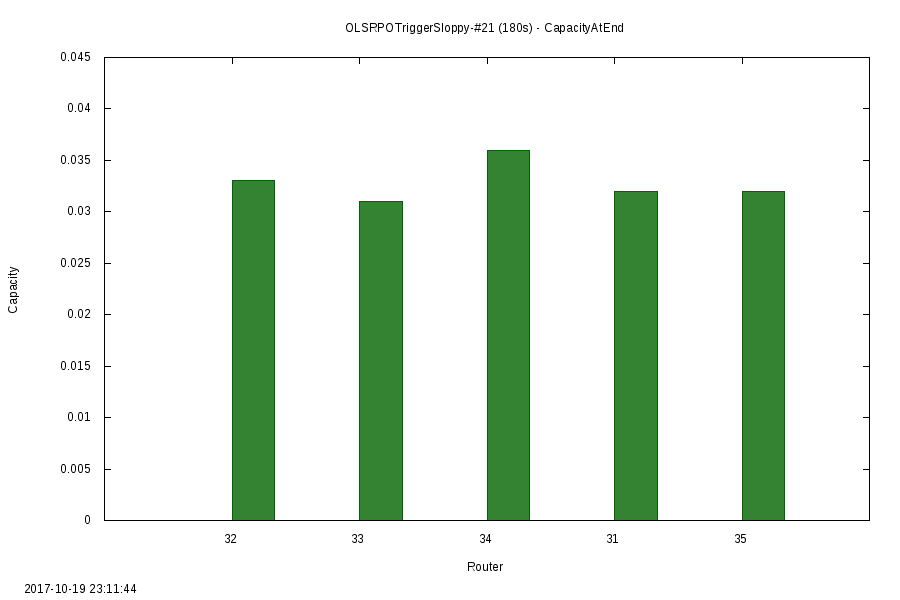 OLSRPOTriggerSloppy-#21 (180s) - CapacityAtEnd
0.045
0.04
0.035
0.03
0.025
0.02
0.015
0.01
0.005
0
Capacity
32 33 34 31 35
Router
2017-10-19 23:11:44